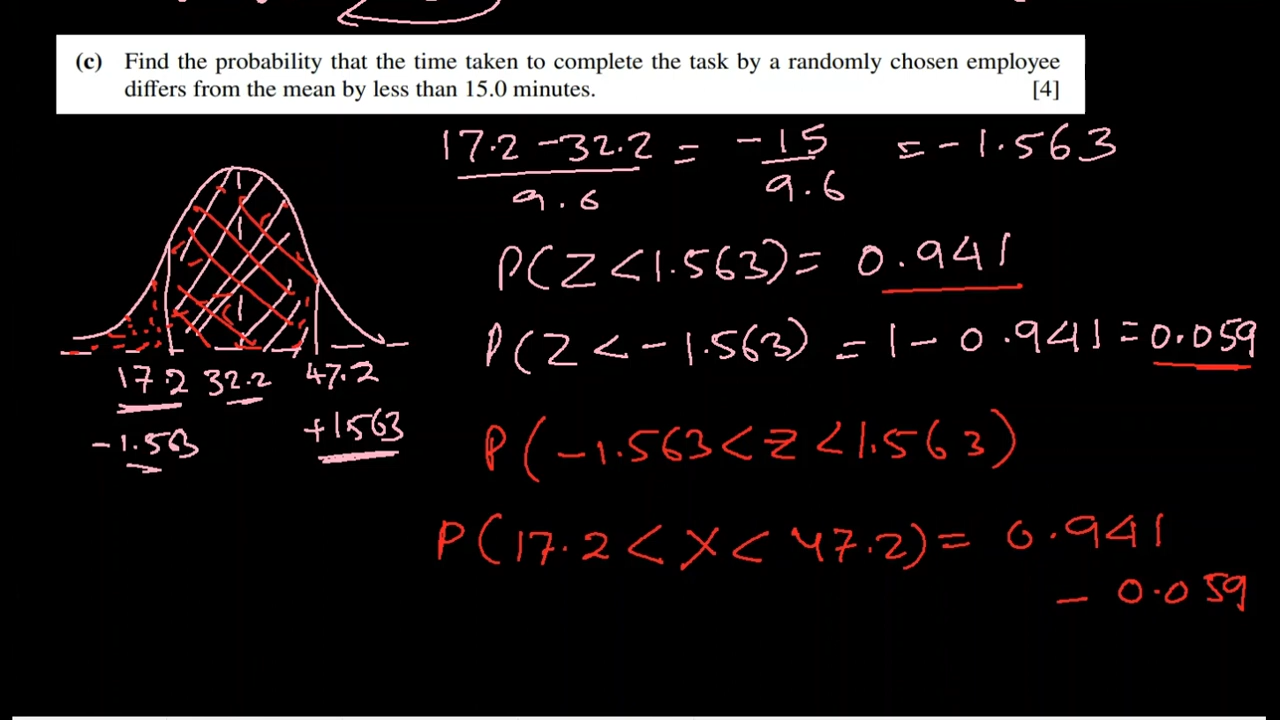 (c) Find the probability that the time taken to complete the task by a randomly chosen employee
differs from the mean by less than 15.0 minutes. [4]
17.2 - 32.2 / 9.6 = -15 / 9.6 = -1.563
P(Z < 1.563) = 0.941
P(Z < -1.563) = 1 - 0.941 = 0.059
17.2 32.2 47.2
-1.563 +1.563
P(-1.563 < Z < 1.563)
P(17.2 < X < 47.2) = 0.941
- 0.059